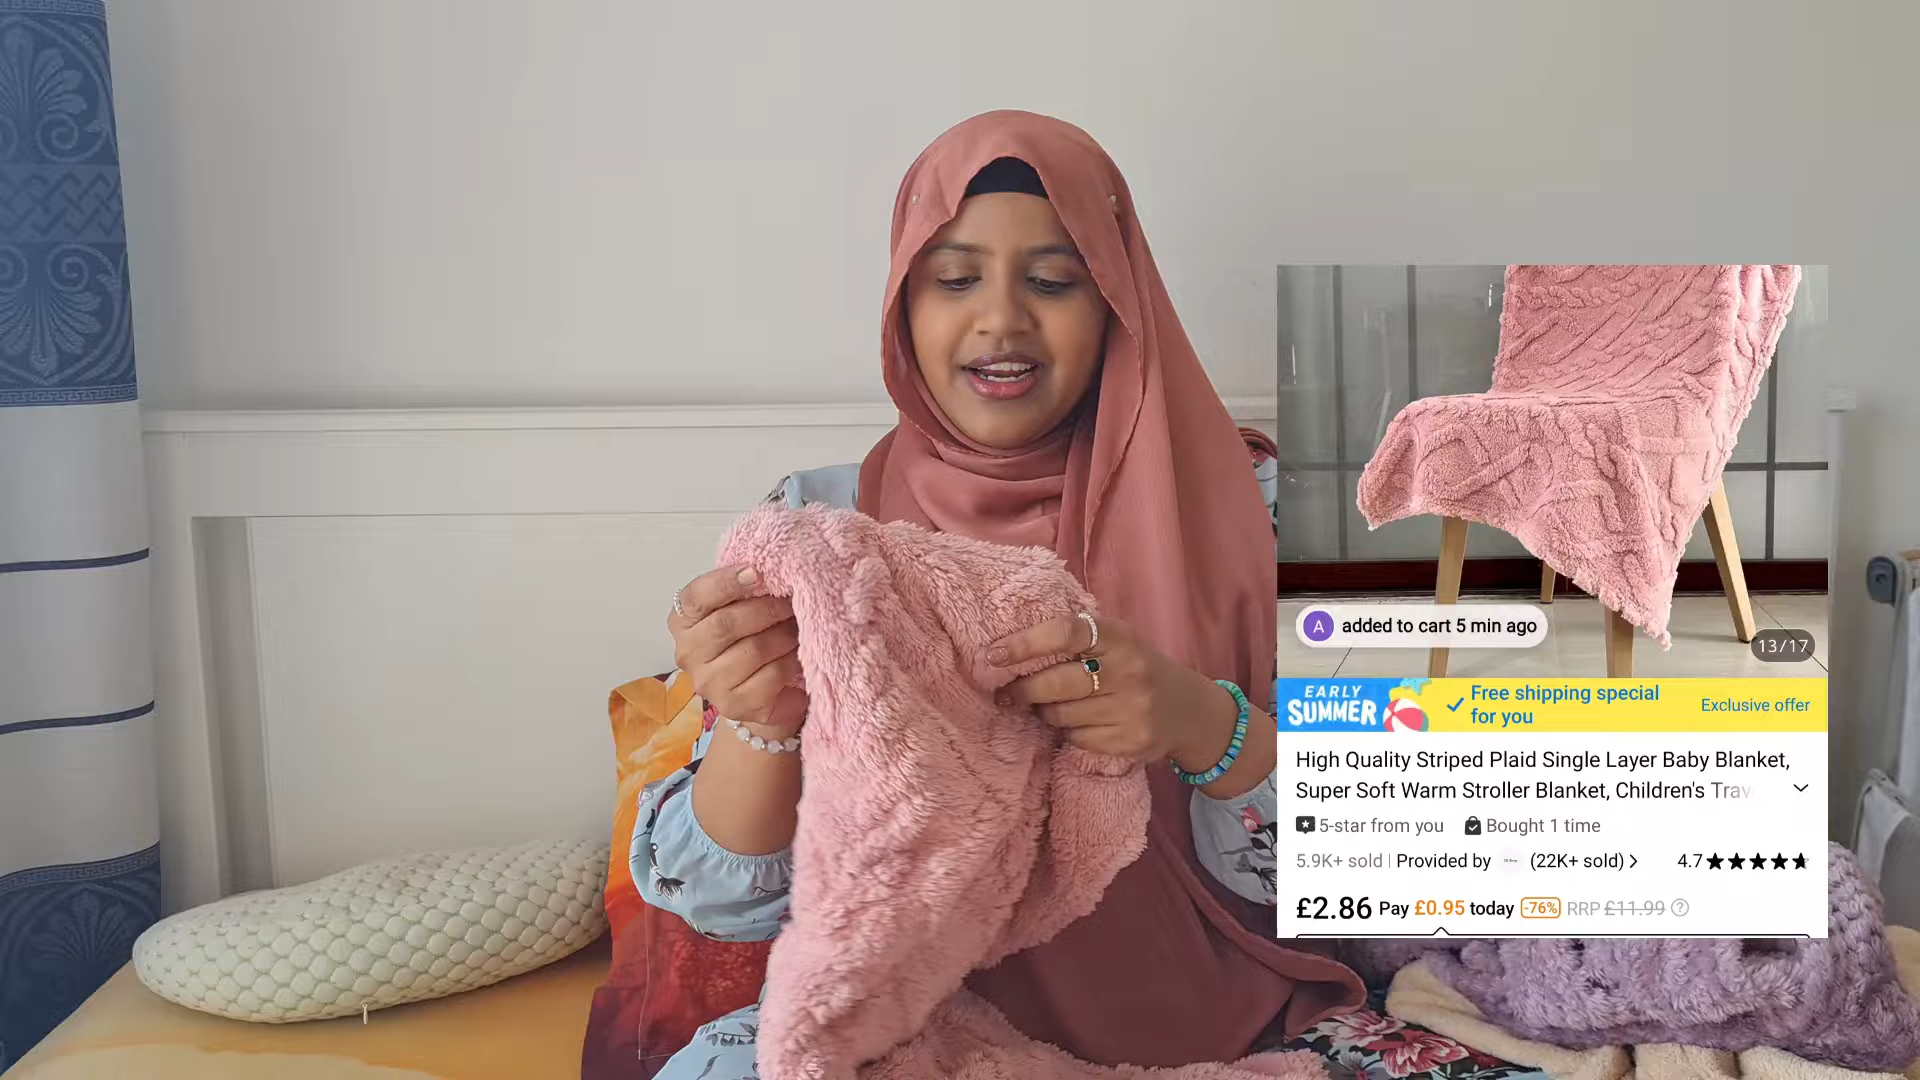 A added to cart 5 min ago
13/17
EARLY
SUMMER
Free shipping special
for you
Exclusive offer
High Quality Striped Plaid Single Layer Baby Blanket,
Super Soft Warm Stroller Blanket, Children's Trav
5-star from you Bought 1 time
5.9K+ sold | Provided by (22K+ sold) >
4.7
£2.86 Pay £0.95 today -76% RRP £11.99 ?